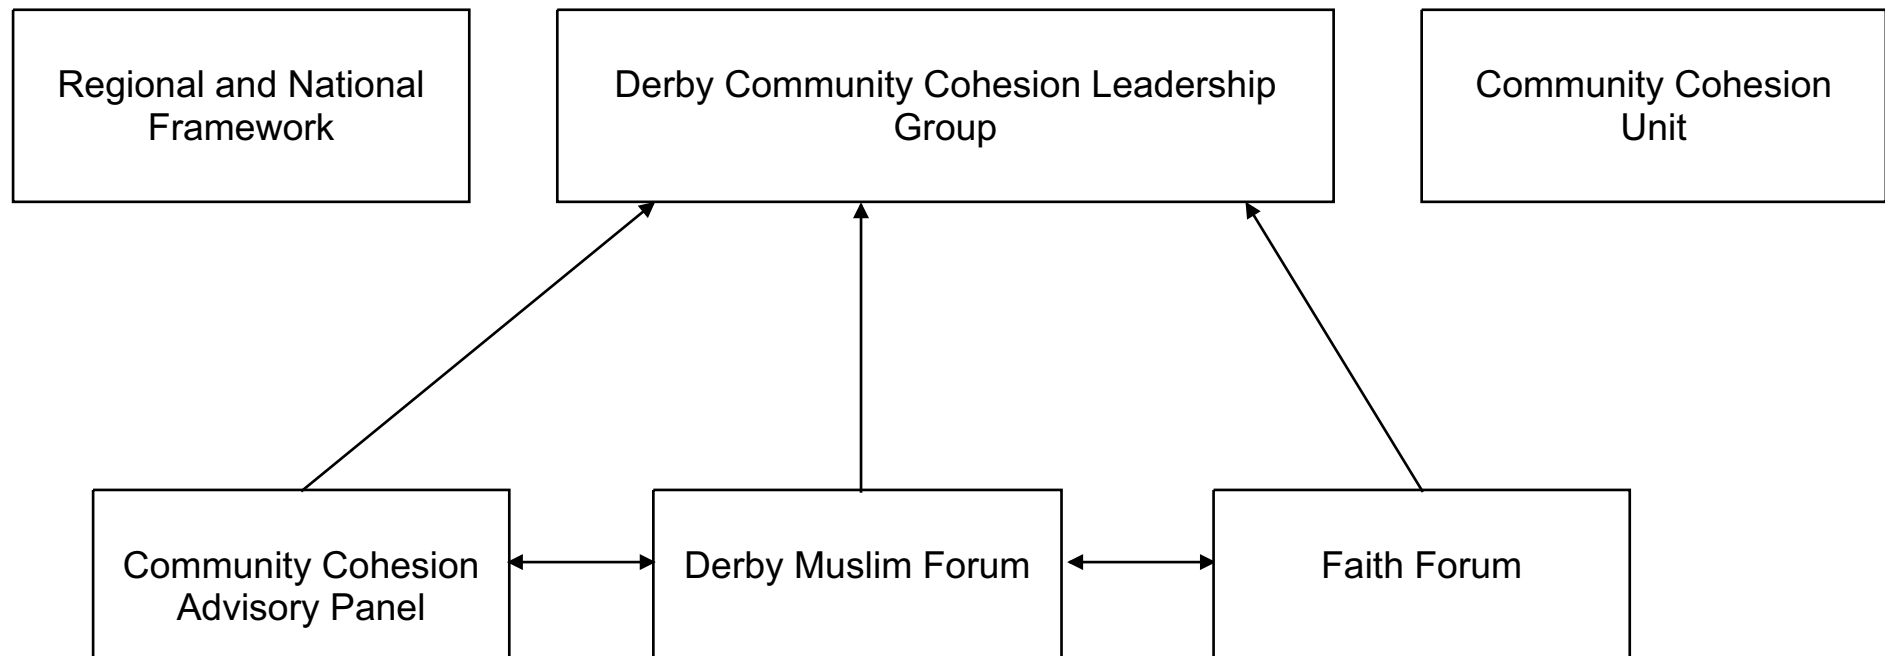 Regional and National
Framework
Derby Community Cohesion Leadership
Group
Community Cohesion
Unit
Community Cohesion
Advisory Panel
Derby Muslim Forum
Faith Forum